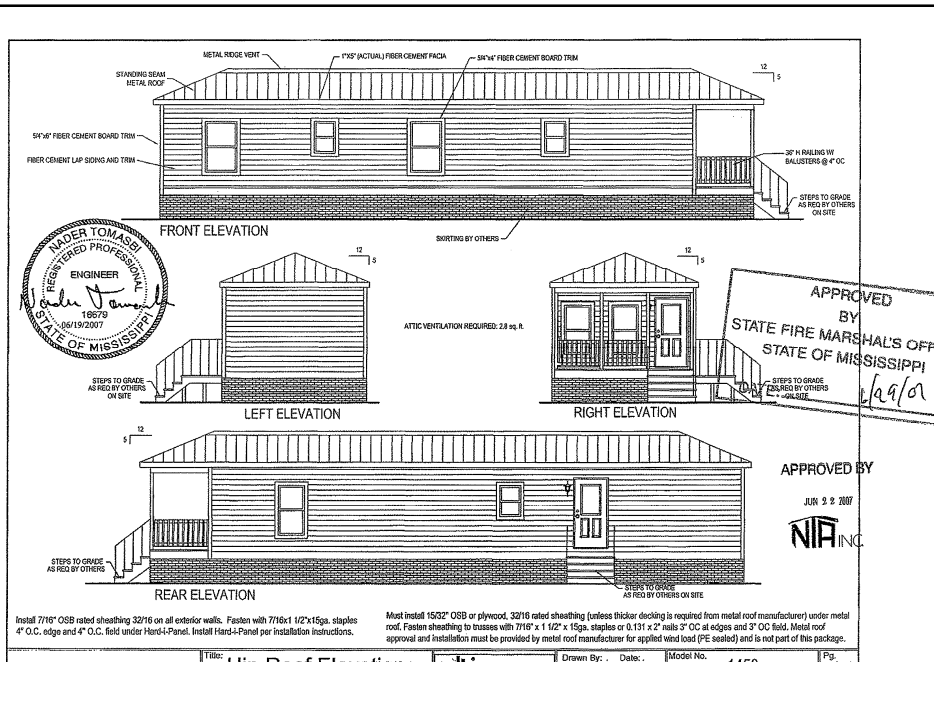 METAL RIDGE VENT
1"X5" (ACTUAL) FIBER CEMENT FACIA
5/4"x4" FIBER CEMENT BOARD TRIM
12
5
STANDING SEAM
METAL ROOF
5/4"x6" FIBER CEMENT BOARD TRIM
FIBER CEMENT LAP SIDING AND TRIM
36" H RAILING W/
BALUSTERS @ 4" OC
STEPS TO GRADE
AS REQ BY OTHERS
ON SITE
FRONT ELEVATION
SKIRTING BY OTHERS
NADER TOMASBI
REGISTERED PROFESSIONAL
ENGINEER
16679
06/19/2007
STATE OF MISSISSIPPI
12
5
STEPS TO GRADE
AS REQ BY OTHERS
ON SITE
LEFT ELEVATION
ATTIC VENTILATION REQUIRED: 2.8 sq. ft.
12
5
STEPS TO GRADE
AS REQ BY OTHERS
ON SITE
RIGHT ELEVATION
APPROVED
BY
STATE FIRE MARSHAL'S OFF
STATE OF MISSISSIPPI
DATE:
12
5
STEPS TO GRADE
AS REQ BY OTHERS
STEPS TO GRADE
AS REQ BY OTHERS ON SITE
REAR ELEVATION
APPROVED BY
JUN 22 2007
NTA INC
Install 7/16" OSB rated sheathing 32/16 on all exterior walls. Fasten with 7/16x1 1/2"x15ga. staples
4" O.C. edge and 4" O.C. field under Hard-i-Panel. Install Hard-i-Panel per installation instructions.
Must install 15/32" OSB or plywood, 32/16 rated sheathing (unless thicker decking is required from metal roof manufacturer) under metal
roof. Fasten sheathing to trusses with 7/16" x 1 1/2" x 15ga. staples or 0.131 x 2" nails 3" OC at edges and 3" OC field. Metal roof
approval and installation must be provided by metal roof manufacturer for applied wind load (PE sealed) and is not part of this package.
Title:
Hip Roof Elevations
Drawn By:
Date:
Model No.
Pg.